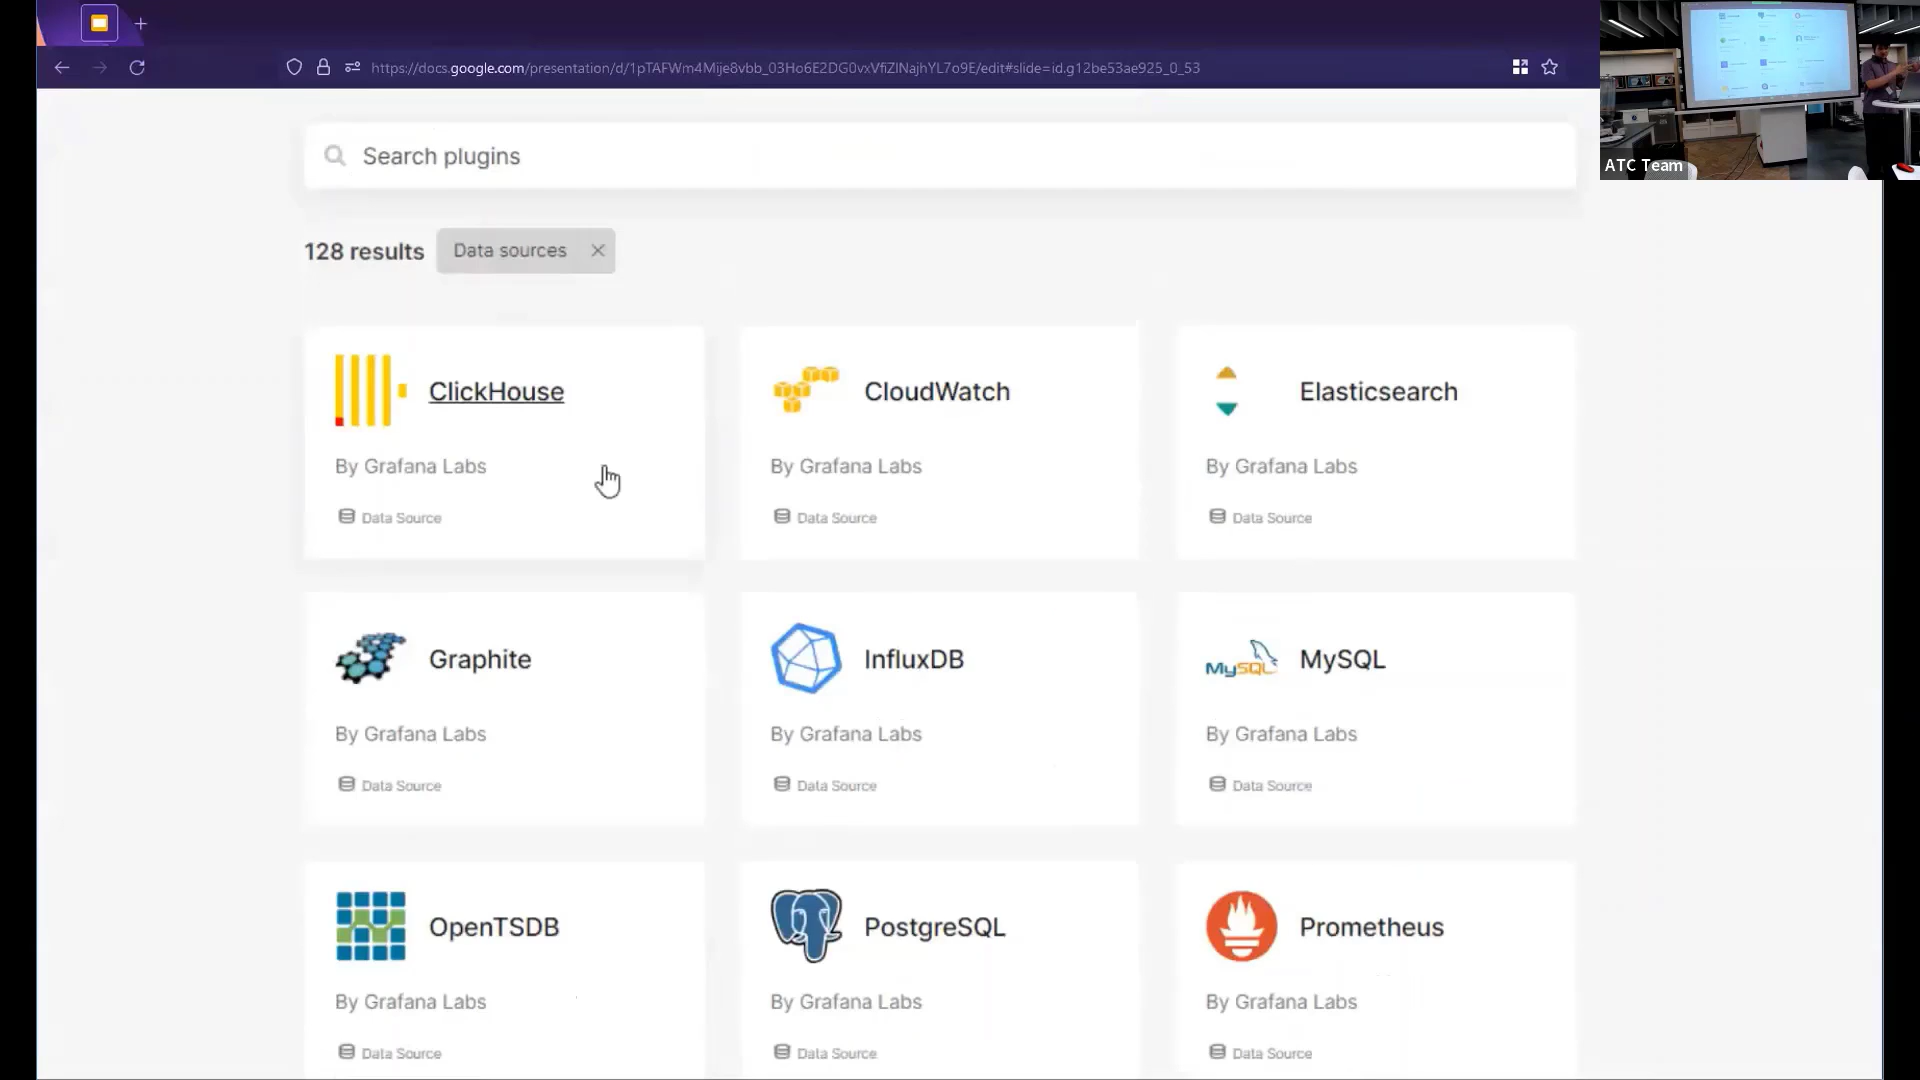 https://docs.google.com/presentation/d/1pTAFWm4Mije8vbb_03Ho6E2DG0vxVfiZlNajhYL7o9E/edit#slide=id.g12be53ae925_0_53
ATC Team
Search plugins
128 results Data sources
ClickHouse
By Grafana Labs
Data Source
CloudWatch
By Grafana Labs
Data Source
Elasticsearch
By Grafana Labs
Data Source
Graphite
By Grafana Labs
Data Source
InfluxDB
By Grafana Labs
Data Source
MySQL
MySQL
By Grafana Labs
Data Source
OpenTSDB
By Grafana Labs
Data Source
PostgreSQL
By Grafana Labs
Data Source
Prometheus
By Grafana Labs
Data Source